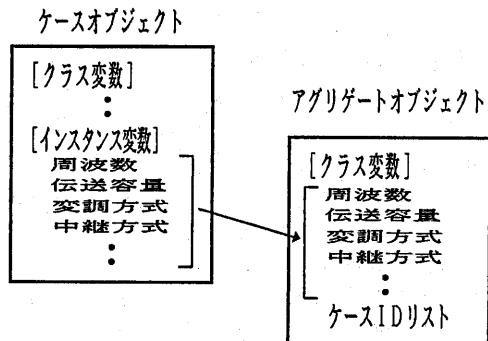 ケースオブジェクト
[クラス変数]
[インスタンス変数]
周波数
伝送容量
変調方式
中継方式
アグリゲートオブジェクト
[クラス変数]
周波数
伝送容量
変調方式
中継方式
ケースIDリスト